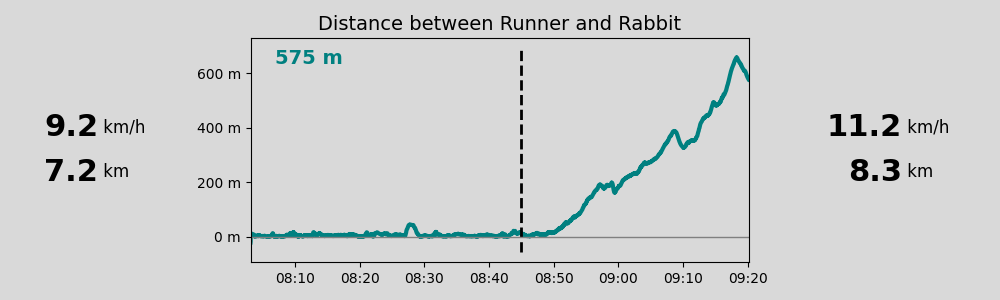 Distance between Runner and Rabbit
575 m
9.2 km/h
7.2 km
11.2 km/h
8.3 km
600 m
400 m
200 m
0 m
08:10 08:20 08:30 08:40 08:50 09:00 09:10 09:20